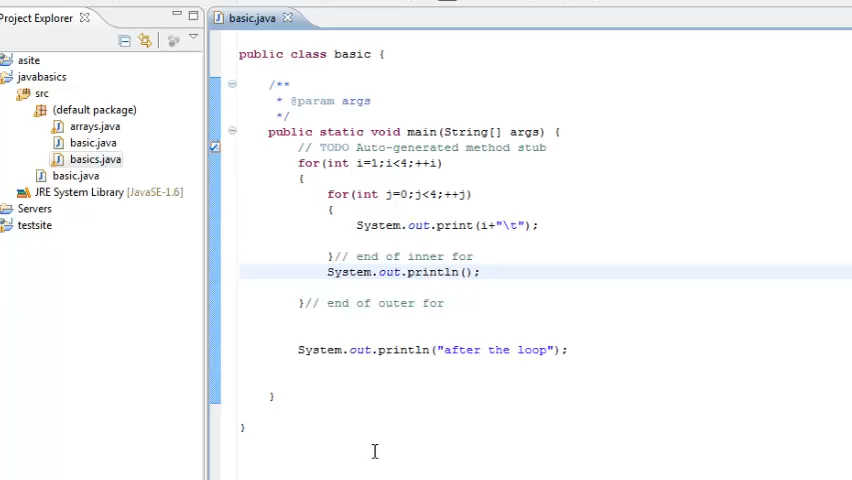 Project Explorer
asite
javabasics
src
(default package)
arrays.java
basic.java
basics.java
basic.java
JRE System Library [JavaSE-1.6]
Servers
testsite
basic.java
public class basic {
/**
* @param args
*/
public static void main(String[] args) {
// TODO Auto-generated method stub
for(int i=1;i<4;++i)
{
for(int j=0;j<4;++j)
{
System.out.print(i+"\t");
}// end of inner for
System.out.println();
}// end of outer for
System.out.println("after the loop");
}
}